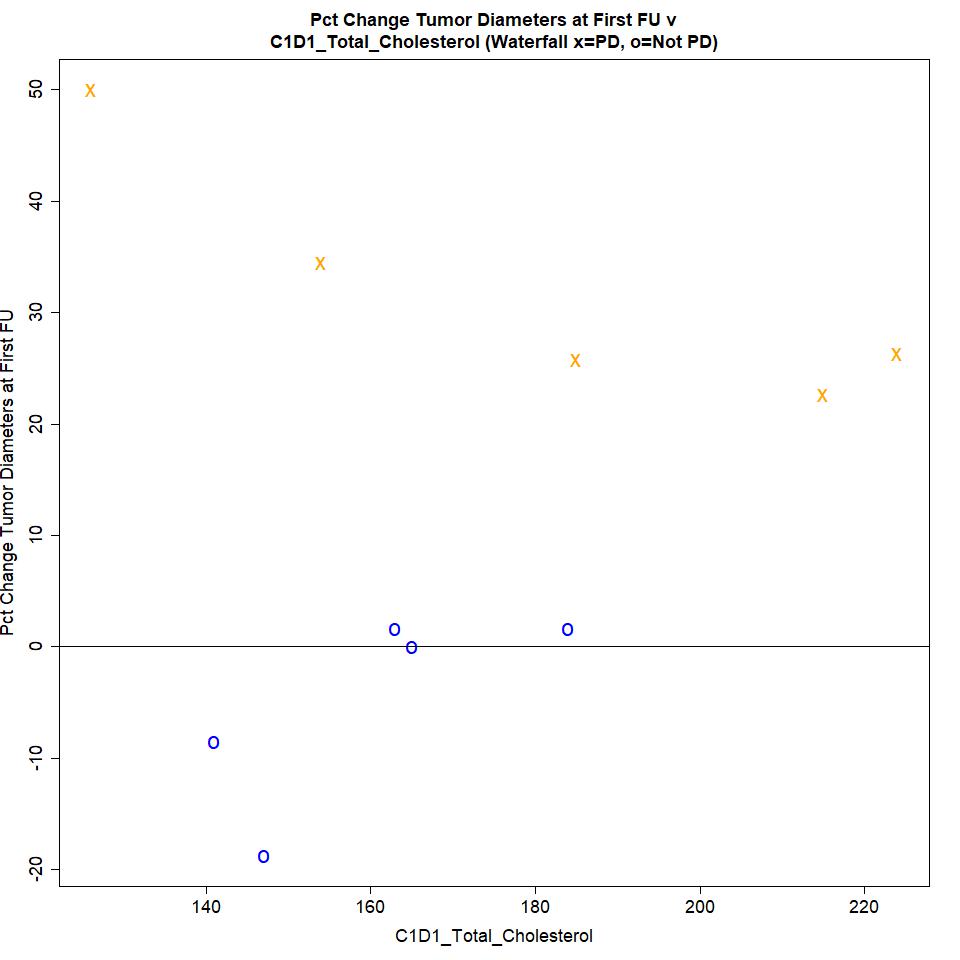 Pct Change Tumor Diameters at First FU v
C1D1_Total_Cholesterol (Waterfall x=PD, o=Not PD)
Pct Change Tumor Diameters at First FU
50
40
30
20
10
0
-10
-20
X
X
X
X
X
O
O
O
O
O
140 160 180 200 220
C1D1_Total_Cholesterol